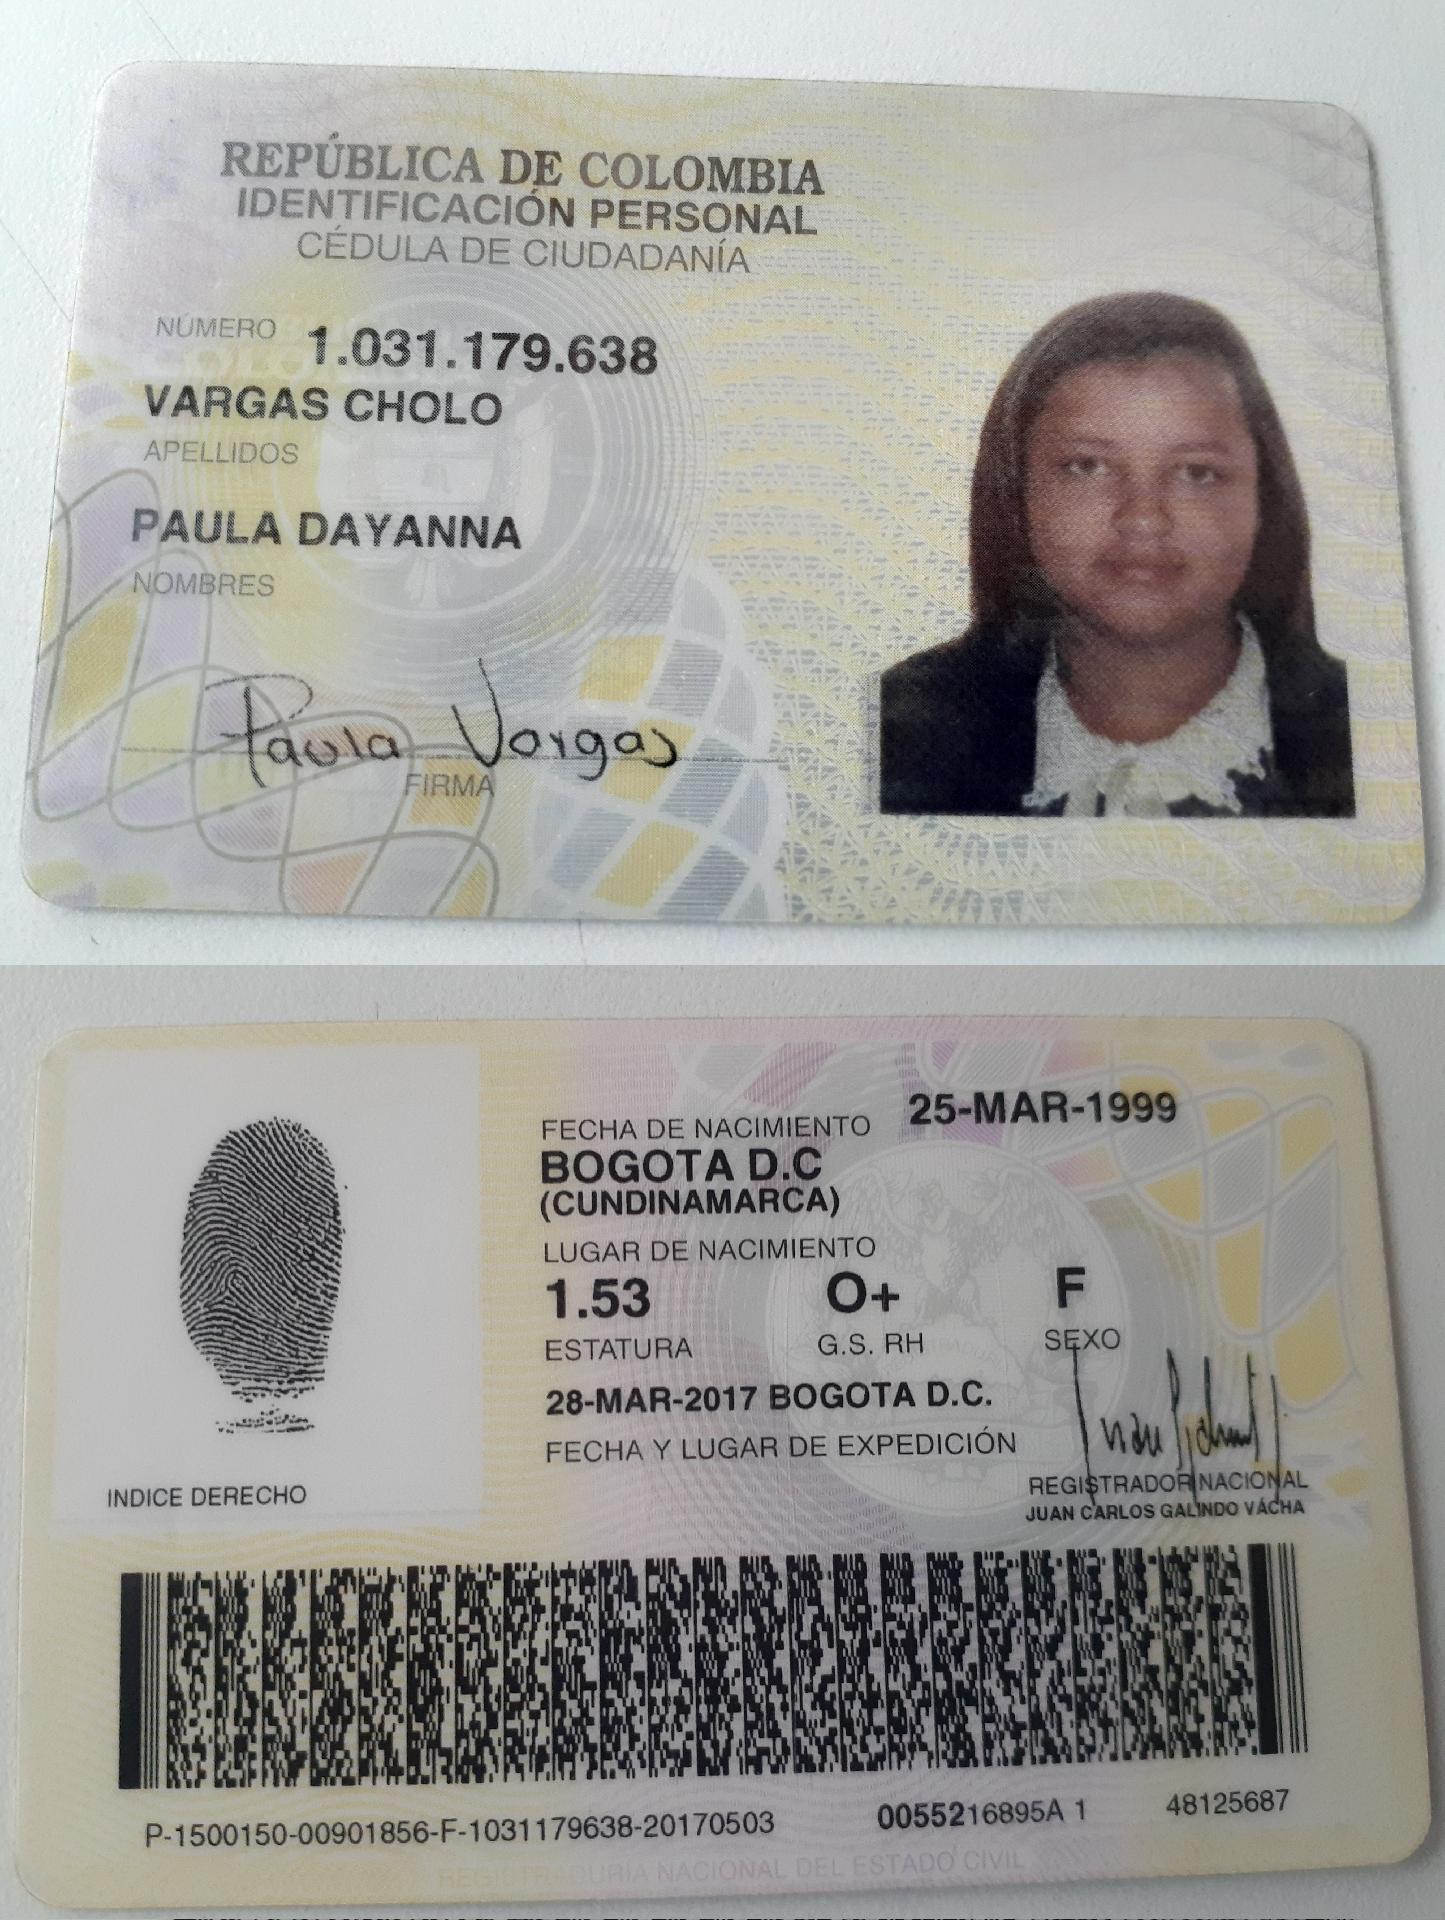 REPÚBLICA DE COLOMBIA
IDENTIFICACIÓN PERSONAL
CÉDULA DE CIUDADANÍA
NÚMERO 1.031.179.638
VARGAS CHOLO
APELLIDOS
PAULA DAYANNA
NOMBRES
Paula Vargas
FIRMA
FECHA DE NACIMIENTO 25-MAR-1999
BOGOTA D.C
(CUNDINAMARCA)
LUGAR DE NACIMIENTO
1.53 O+ F
ESTATURA G.S. RH SEXO
28-MAR-2017 BOGOTA D.C.
FECHA Y LUGAR DE EXPEDICIÓN
REGISTRADOR NACIONAL
JUAN CARLOS GALINDO VÁCHA
INDICE DERECHO
P-1500150-00901856-F-1031179638-20170503 0055216895A 1 48125687
REGISTRADURÍA NACIONAL DEL ESTADO CIVIL